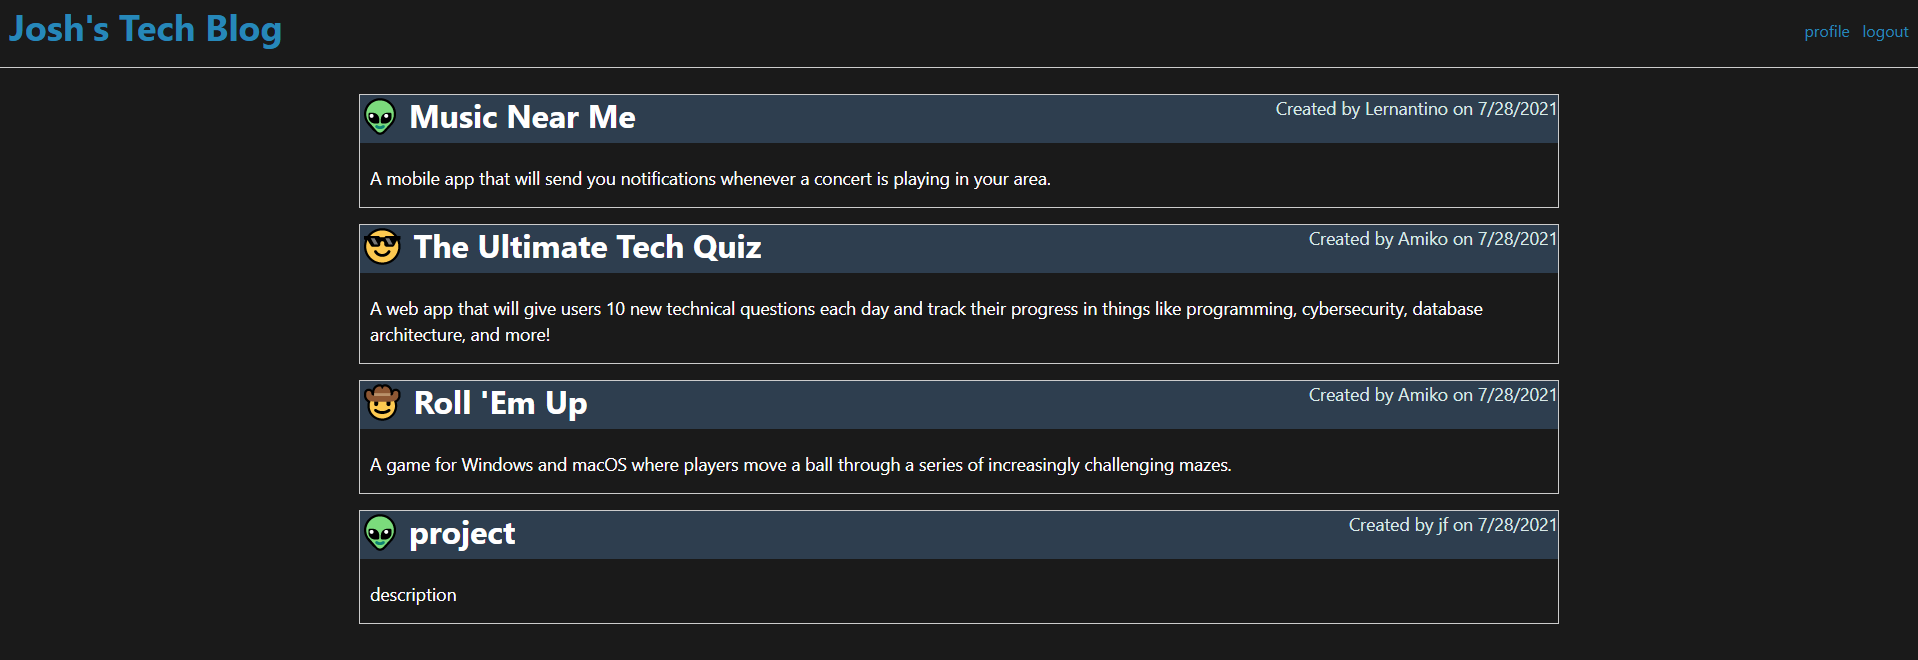 Josh's Tech Blog
profile logout
Music Near Me
Created by Lernantino on 7/28/2021
A mobile app that will send you notifications whenever a concert is playing in your area.
The Ultimate Tech Quiz
Created by Amiko on 7/28/2021
A web app that will give users 10 new technical questions each day and track their progress in things like programming, cybersecurity, database
architecture, and more!
Roll 'Em Up
Created by Amiko on 7/28/2021
A game for Windows and macOS where players move a ball through a series of increasingly challenging mazes.
project
Created by jf on 7/28/2021
description